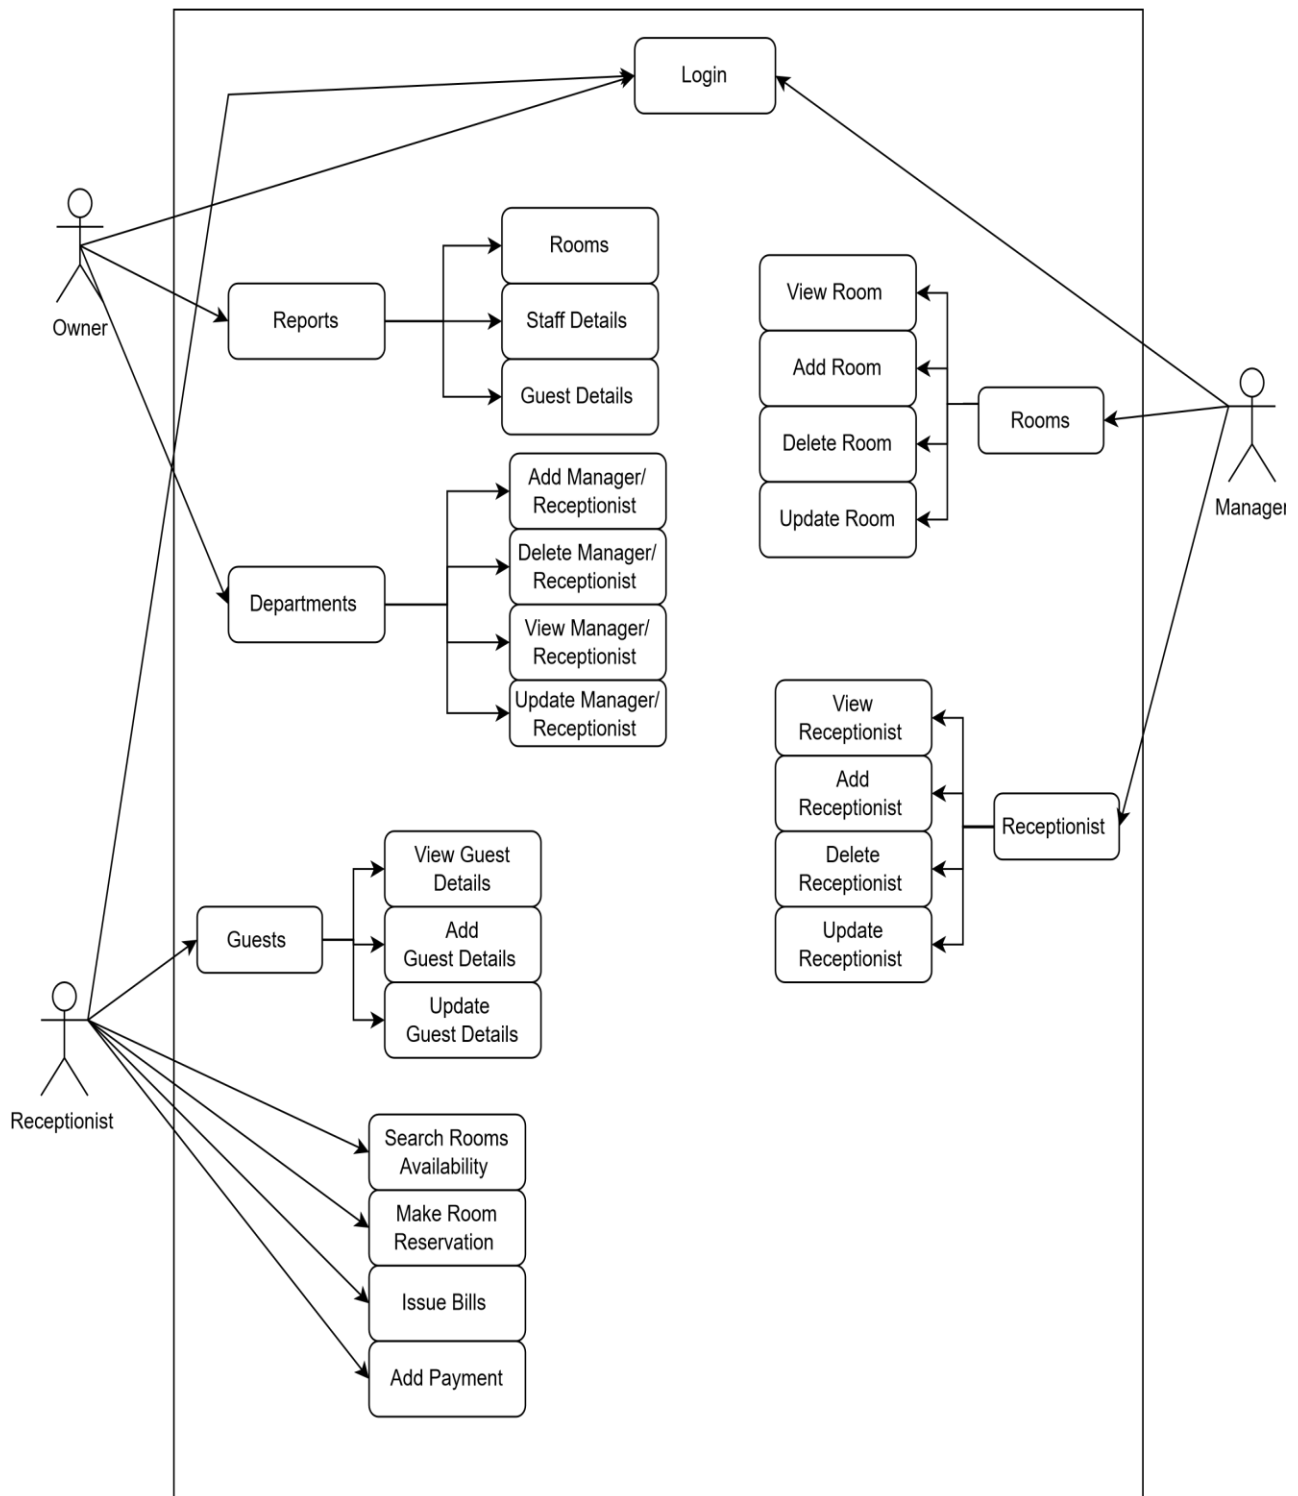 Login
Owner
Reports
Rooms
Staff Details
Guest Details
Departments
Add Manager/
Receptionist
Delete Manager/
Receptionist
View Manager/
Receptionist
Update Manager/
Receptionist
View Room
Add Room
Delete Room
Update Room
Rooms
Manager
View
Receptionist
Add
Receptionist
Delete
Receptionist
Update
Receptionist
Receptionist
Guests
View Guest
Details
Add
Guest Details
Update
Guest Details
Receptionist
Search Rooms
Availability
Make Room
Reservation
Issue Bills
Add Payment